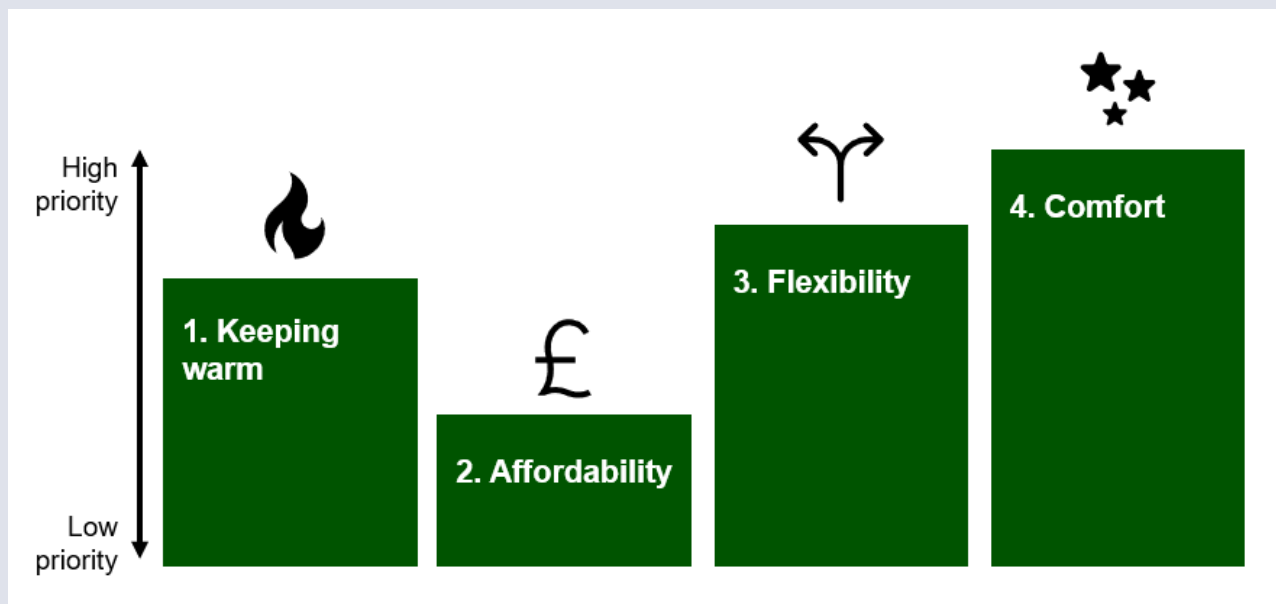 High
priority
1. Keeping
warm
£
2. Affordability
3. Flexibility
4. Comfort
Low
priority